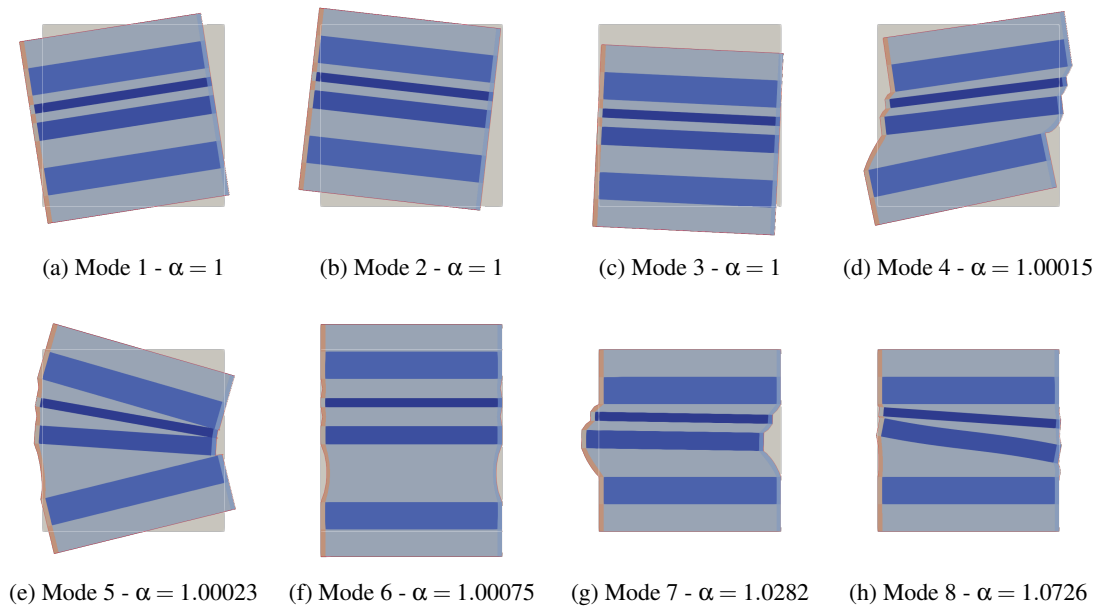 (a) Mode 1 - α = 1
(b) Mode 2 - α = 1
(c) Mode 3 - α = 1
(d) Mode 4 - α = 1.00015
(e) Mode 5 - α = 1.00023
(f) Mode 6 - α = 1.00075
(g) Mode 7 - α = 1.0282
(h) Mode 8 - α = 1.0726